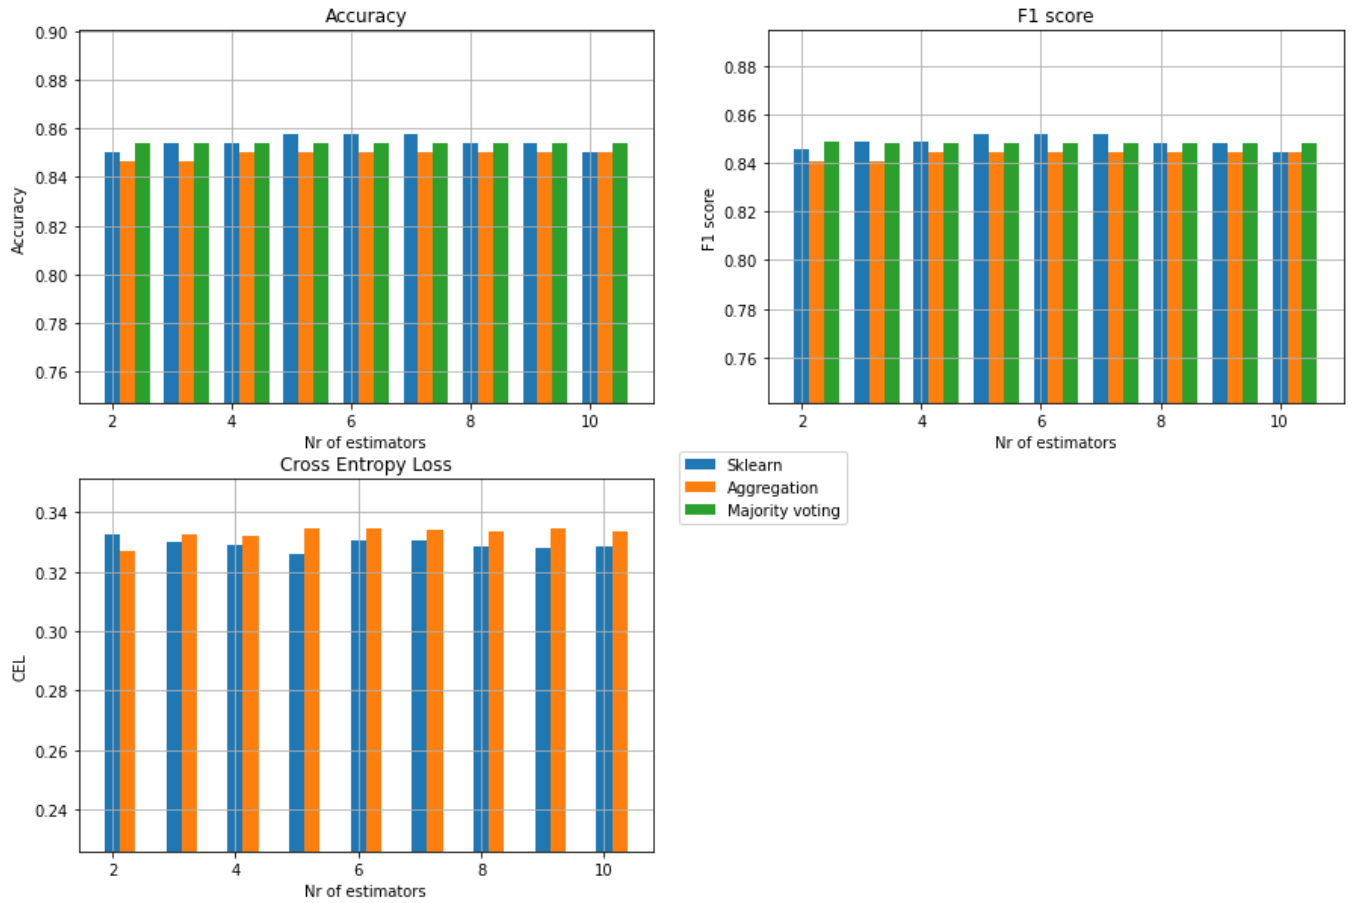 Accuracy
0.90
0.88
0.86
0.84
0.82
0.80
0.78
0.76
Accuracy
2 4 6 8 10
Nr of estimators
F1 score
0.88
0.86
0.84
0.82
0.80
0.78
0.76
F1 score
2 4 6 8 10
Nr of estimators
Cross Entropy Loss
0.34
0.32
0.30
0.28
0.26
0.24
CEL
2 4 6 8 10
Nr of estimators
Sklearn
Aggregation
Majority voting